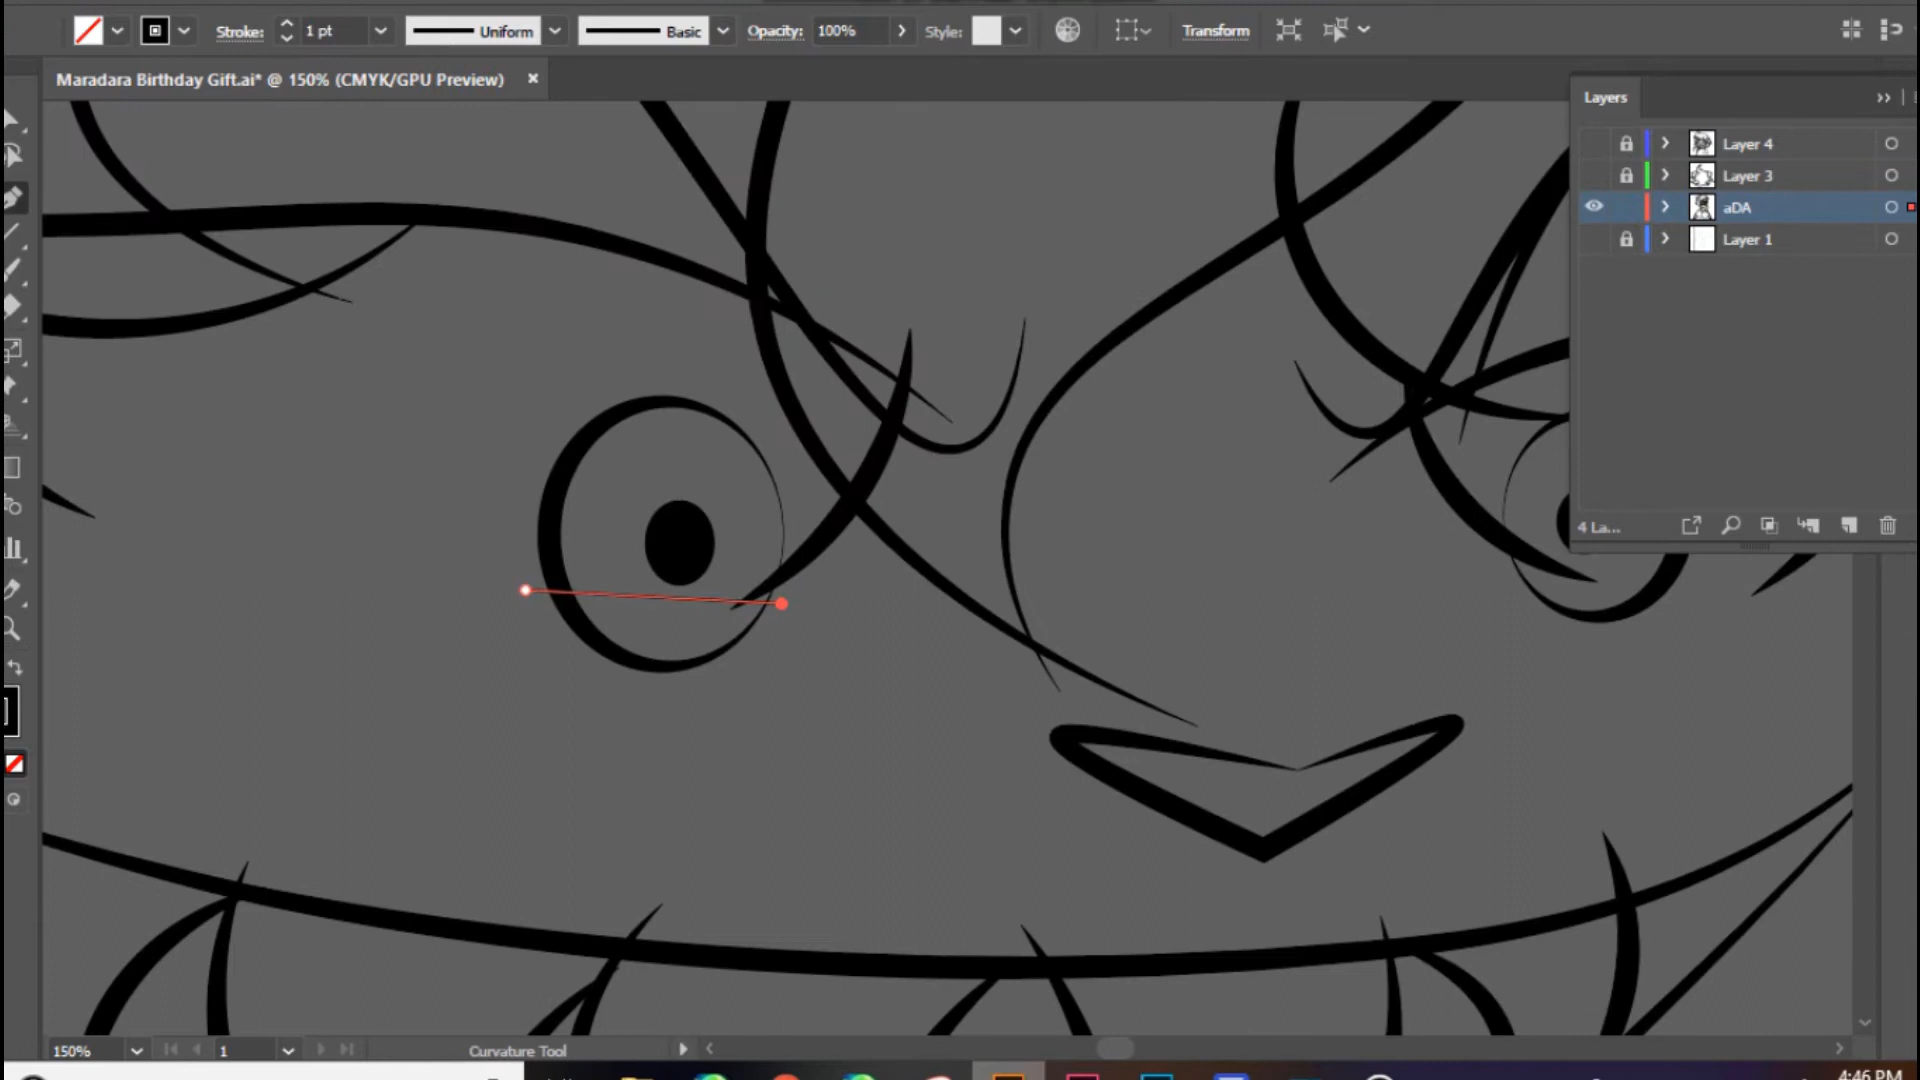 Stroke: 1 pt Uniform Basic Opacity: 100% Style: Transform
Maradara Birthday Gift.ai* @ 150% (CMYK/GPU Preview) ×
Layers
Layer 4
Layer 3
aDA
Layer 1
4 La...
150% 1 Curvature Tool
4:46 PM